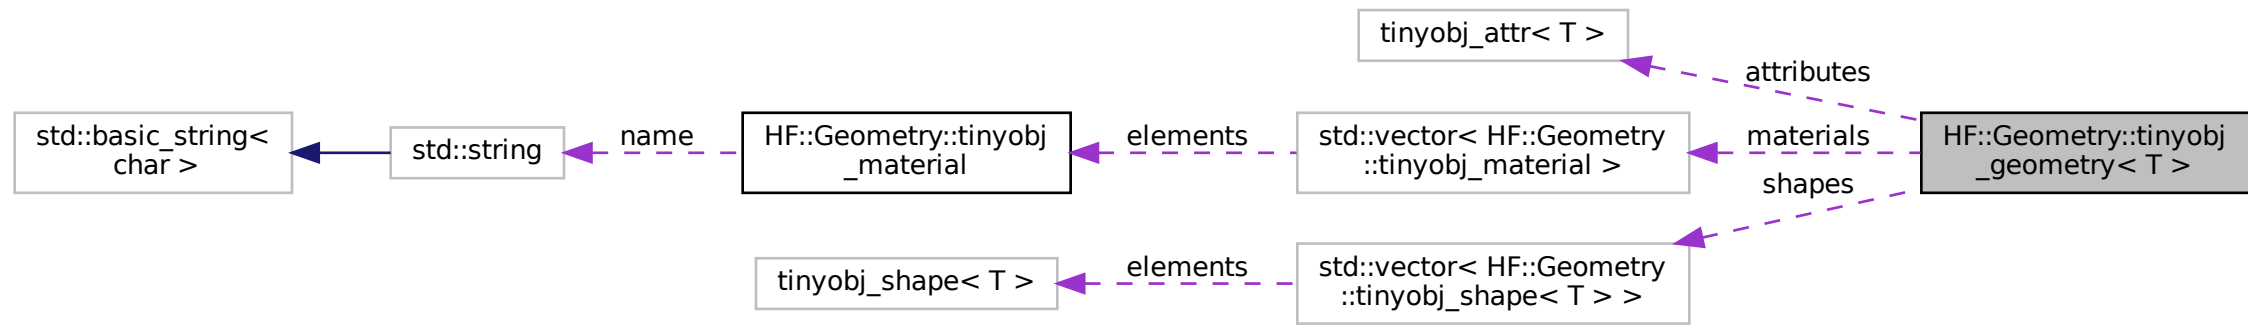 tinyobj_attr< T >
attributes
std::basic_string<
char >
std::string
name
HF::Geometry::tinyobj
_material
elements
std::vector< HF::Geometry
::tinyobj_material >
materials
HF::Geometry::tinyobj
_geometry< T >
shapes
tinyobj_shape< T >
elements
std::vector< HF::Geometry
::tinyobj_shape< T > >